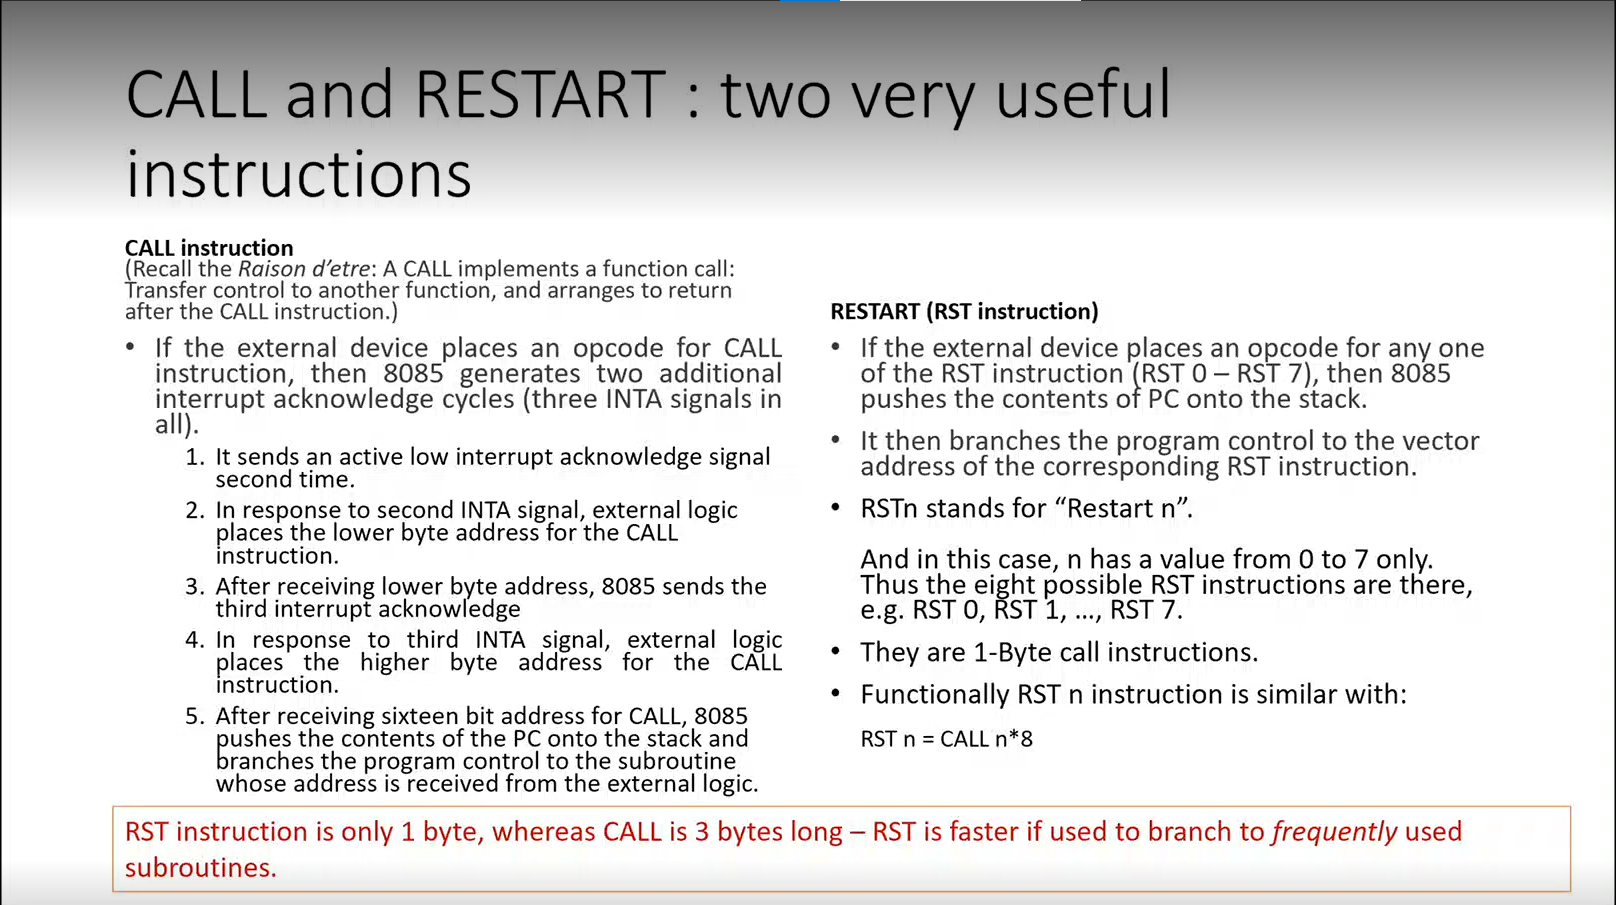 CALL and RESTART : two very useful
instructions
CALL instruction
(Recall the Raison d’etre: A CALL implements a function call:
Transfer control to another function, and arranges to return
after the CALL instruction.)
• If the external device places an opcode for CALL
instruction, then 8085 generates two additional
interrupt acknowledge cycles (three INTA signals in
all).
1. It sends an active low interrupt acknowledge signal
second time.
2. In response to second INTA signal, external logic
places the lower byte address for the CALL
instruction.
3. After receiving lower byte address, 8085 sends the
third interrupt acknowledge
4. In response to third INTA signal, external logic
places the higher byte address for the CALL
instruction.
5. After receiving sixteen bit address for CALL, 8085
pushes the contents of the PC onto the stack and
branches the program control to the subroutine
whose address is received from the external logic.
RESTART (RST instruction)
• If the external device places an opcode for any one
of the RST instruction (RST 0 – RST 7), then 8085
pushes the contents of PC onto the stack.
• It then branches the program control to the vector
address of the corresponding RST instruction.
• RSTn stands for “Restart n”.
And in this case, n has a value from 0 to 7 only.
Thus the eight possible RST instructions are there,
e.g. RST 0, RST 1, ..., RST 7.
• They are 1-Byte call instructions.
• Functionally RST n instruction is similar with:
RST n = CALL n*8
RST instruction is only 1 byte, whereas CALL is 3 bytes long – RST is faster if used to branch to frequently used
subroutines.